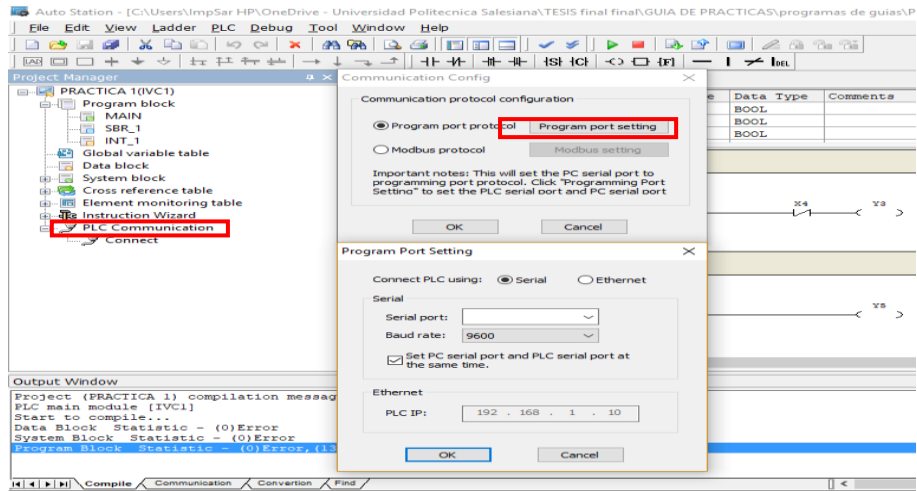 Auto Station - [C:\Users\ImpSar HP\OneDrive - Universidad Politecnica Salesiana\TESIS final final\GUIA DE PRACTICAS\programas de guias\P
File Edit View Ladder PLC Debug Tool Window Help
LAD
S
C
F
DEL
Project Manager
PRACTICA 1(IVC1)
Program block
MAIN
SBR_1
INT_1
Global variable table
Data block
System block
Cross reference table
Element monitoring table
Instruction Wizard
PLC Communication
Connect
Communication Config
Communication protocol configuration
Program port protocol
Program port setting
Modbus protocol
Modbus setting
Important notes: This will set the PC serial port to
programming port protocol. Click "Programming Port
Setting" to set the PLC serial port and PC serial port
OK
Cancel
Program Port Setting
Connect PLC using: Serial Ethernet
Serial
Serial port:
Baud rate: 9600
Set PC serial port and PLC serial port at
the same time.
Ethernet
PLC IP: 192 . 168 . 1 . 10
OK
Cancel
e Data Type Comments
BOOL
BOOL
BOOL
X4 Y3
Y5
Output Window
Project (PRACTICA 1) compilation messag
PLC main module [IVC1]
Start to compile...
Data Block Statistic - (0)Error
System Block Statistic - (0)Error
Program Block Statistic - (0)Error,(13
Compile Communication Convertion Find